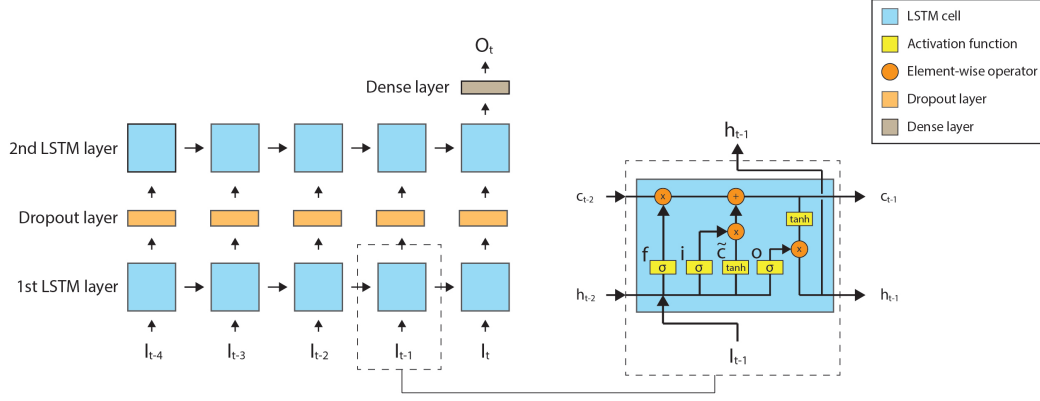 LSTM cell
Activation function
Element-wise operator
Dropout layer
Dense layer
Oₜ
Dense layer
2nd LSTM layer
Dropout layer
1st LSTM layer
Iₜ₋₄ Iₜ₋₃ Iₜ₋₂ Iₜ₋₁ Iₜ
hₜ₋₁
cₜ₋₂ x + cₜ₋₁
tanh
x x
f i c̃ o
σ σ tanh σ
hₜ₋₂ hₜ₋₁
Iₜ₋₁